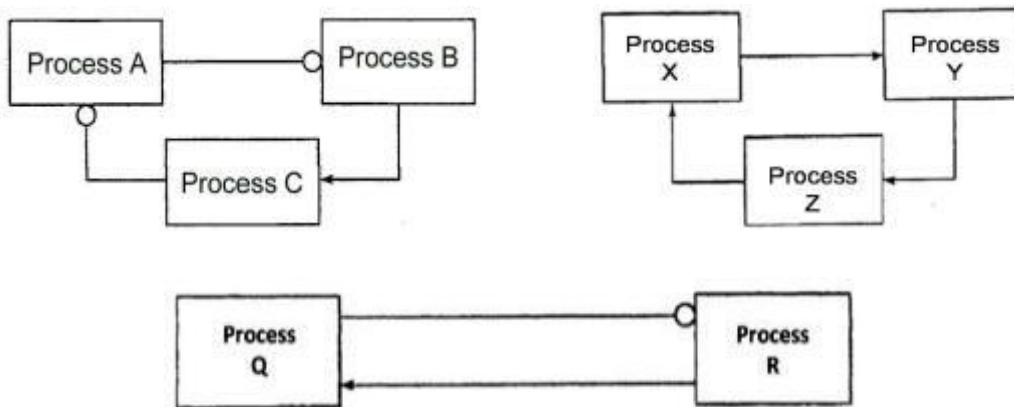 Process A
Process B
Process C
Process
X
Process
Y
Process
Z
Process
Q
Process
R